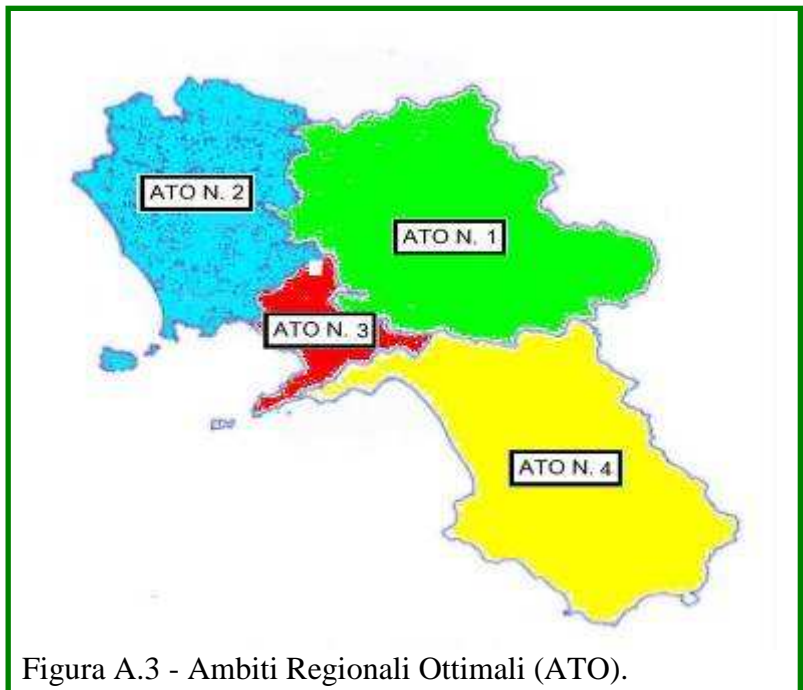 ATO N. 2
ATO N. 1
ATO N. 3
ATO N. 4
Figura A.3 - Ambiti Regionali Ottimali (ATO).